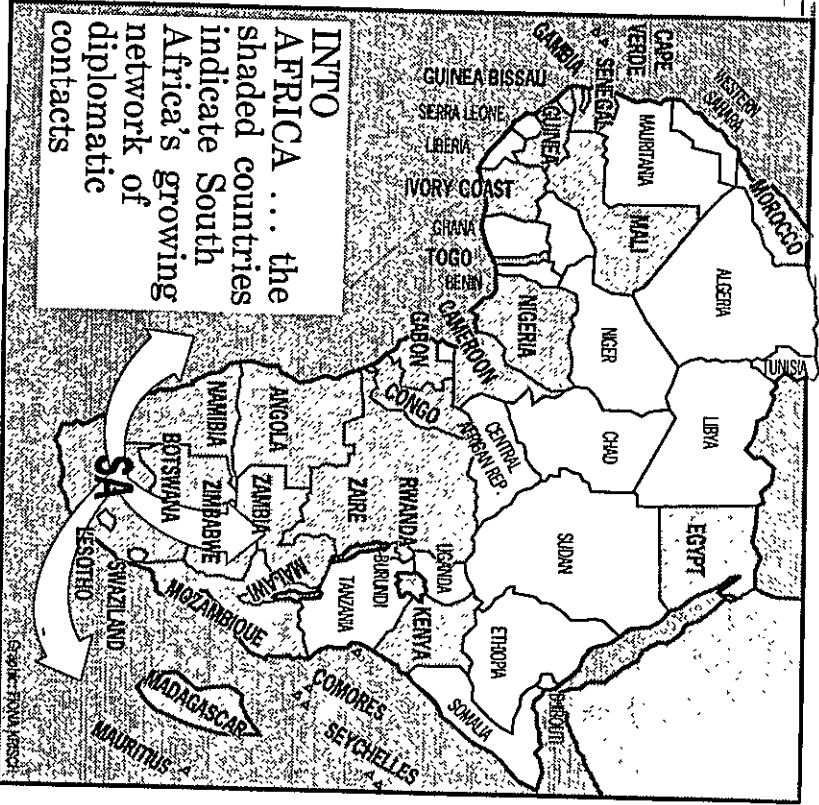 INTO
AFRICA ... the
shaded countries
indicate South
Africa's growing
network of
diplomatic
contacts
CAPE
VERDE
WESTERN
SAHARA
MOROCCO
ALGERIA
TUNISIA
LIBYA
EGYPT
MAURITANIA
MALI
NIGER
CHAD
SUDAN
ETHIOPIA
DJIBOUTI
SOMALIA
SENEGAL
GAMBIA
GUINEA BISSAU
GUINEA
SERRA LEONE
LIBERIA
IVORY COAST
GHANA
TOGO
BENIN
NIGERIA
CAMEROON
CENTRAL
AFRICAN REP.
GABON
CONGO
ZAIRE
RWANDA
BURUNDI
UGANDA
KENYA
TANZANIA
ANGOLA
ZAMBIA
MALAWI
NAMIBIA
BOTSWANA
ZIMBABWE
MOZAMBIQUE
SA
SWAZILAND
LESOTHO
COMORES
SEYCHELLES
MADAGASCAR
MAURITIUS
Graphic: FIONA